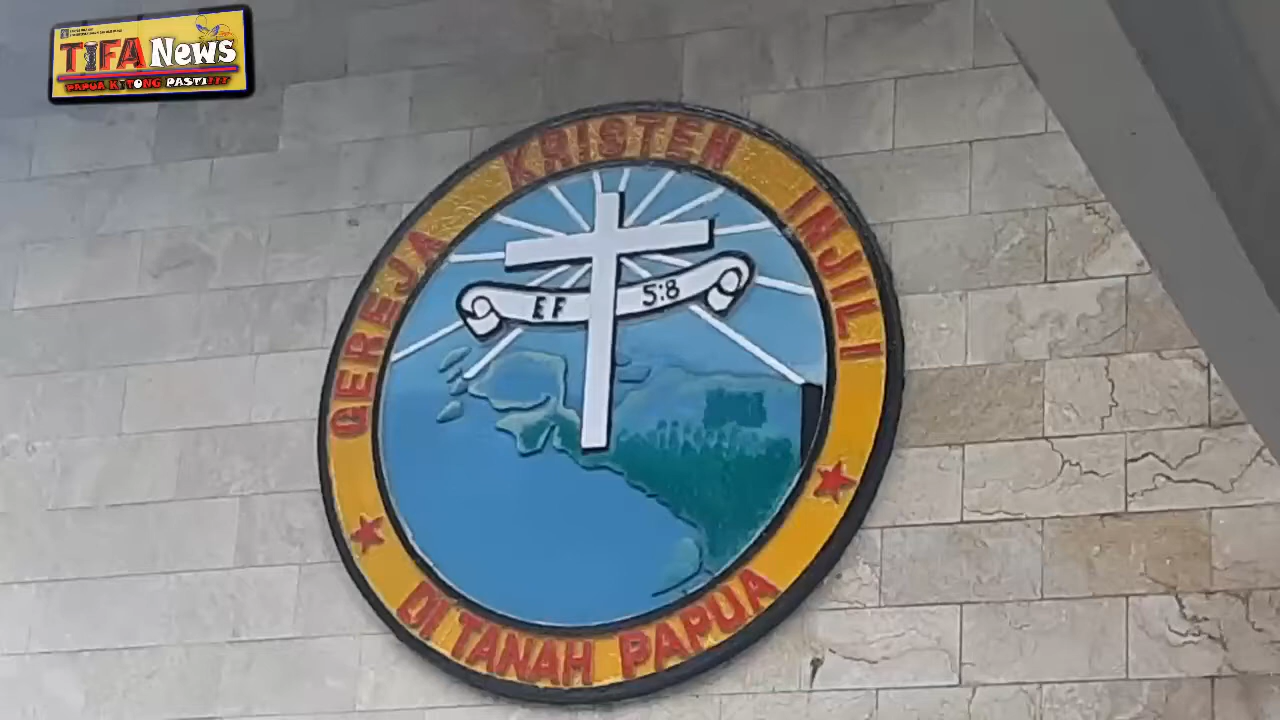 TIFA News
PAPUA KITONG PASTI!!!
GEREJA KRISTEN INJILI
EF 5:8
DI TANAH PAPUA